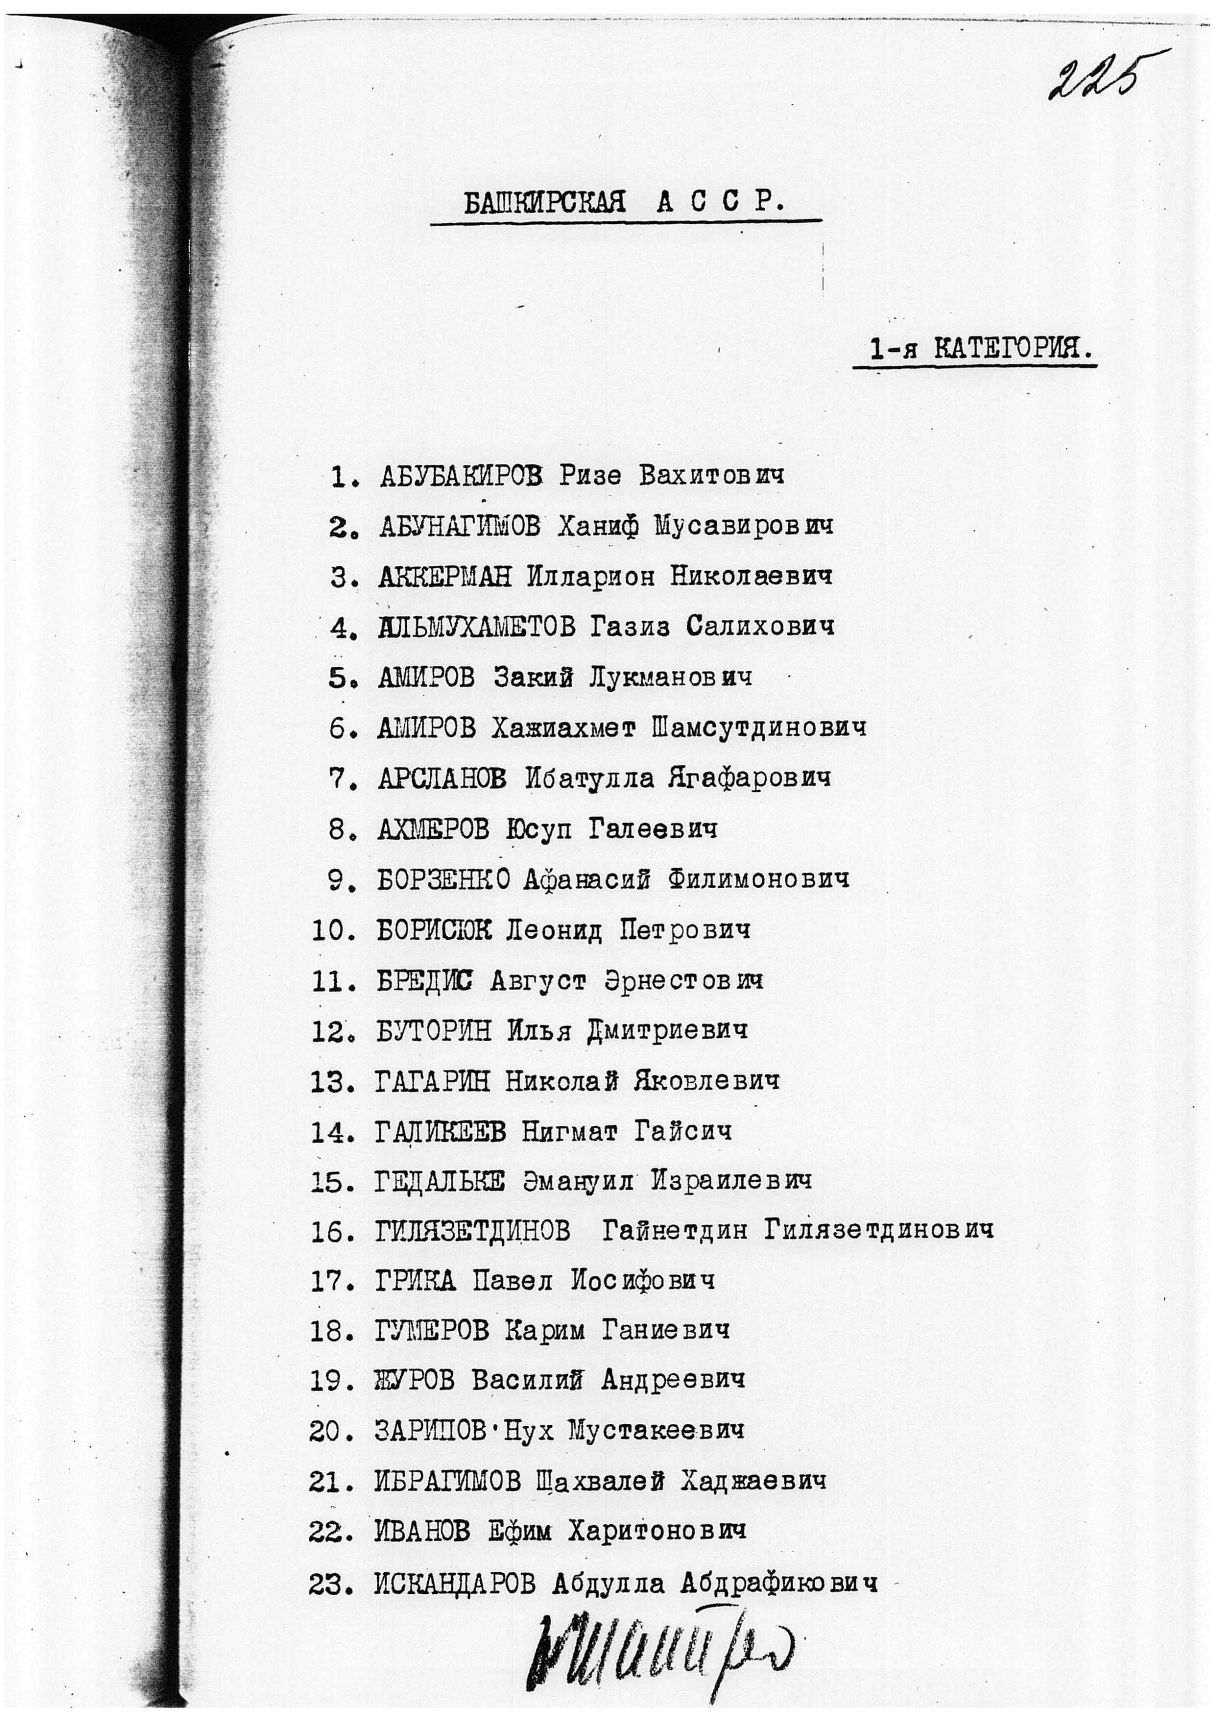 225
БАШКИРСКАЯ А С С Р.
1-я КАТЕГОРИЯ.
1. АБУБАКИРОВ Ризе Вахитович
2. АБУНАГИМОВ Ханиф Мусавирович
3. АККЕРМАН Илларион Николаевич
4. АЛЬМУХАМЕТОВ Газиз Салихович
5. АМИРОВ Закий Лукманович
6. АМИРОВ Хажиахмет Шамсутдинович
7. АРСЛАНОВ Ибатулла Ягафарович
8. АХМЕРОВ Юсуп Галеевич
9. БОРЗЕНКО Афанасий Филимонович
10. БОРИСЮК Леонид Петрович
11. БРЕДИС Август Эрнестович
12. БУТОРИН Илья Дмитриевич
13. ГАГАРИН Николай Яковлевич
14. ГАЛИКЕЕВ Нигмат Гайсич
15. ГЕДАЛЬКЕ Эмануил Израилевич
16. ГИЛЯЗЕТДИНОВ Гайнетдин Гилязетдинович
17. ГРИКА Павел Иосифович
18. ГУМЕРОВ Карим Ганиевич
19. ЖУРОВ Василий Андреевич
20. ЗАРИПОВ Нух Мустакеевич
21. ИБРАГИМОВ Шахвалей Хаджаевич
22. ИВАНОВ Ефим Харитонович
23. ИСКАНДАРОВ Абдулла Абдрафикович